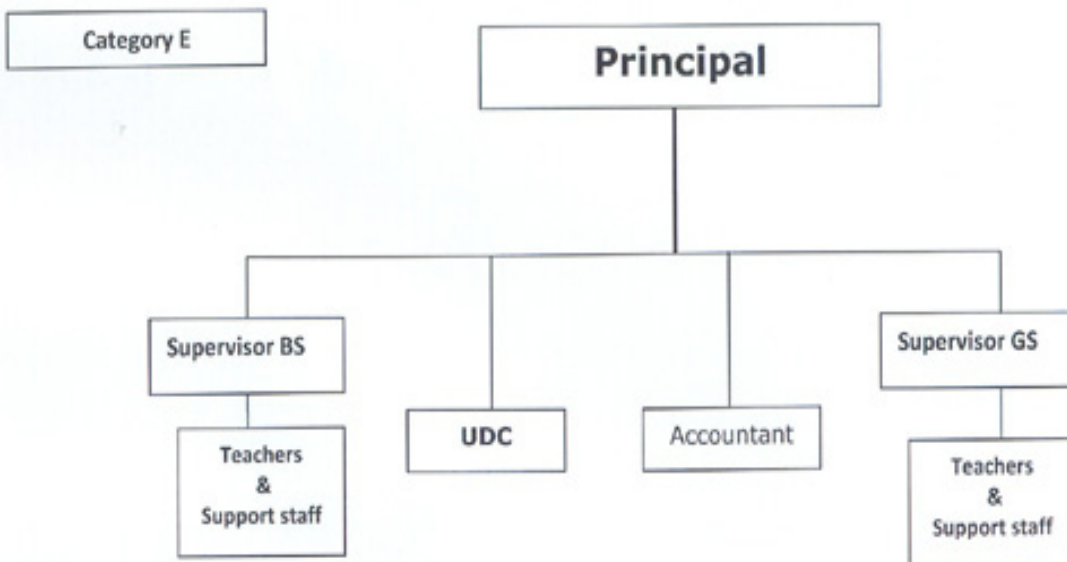 Category E
Principal
Supervisor BS
Supervisor GS
UDC
Accountant
Teachers
&
Support staff
Teachers
&
Support staff